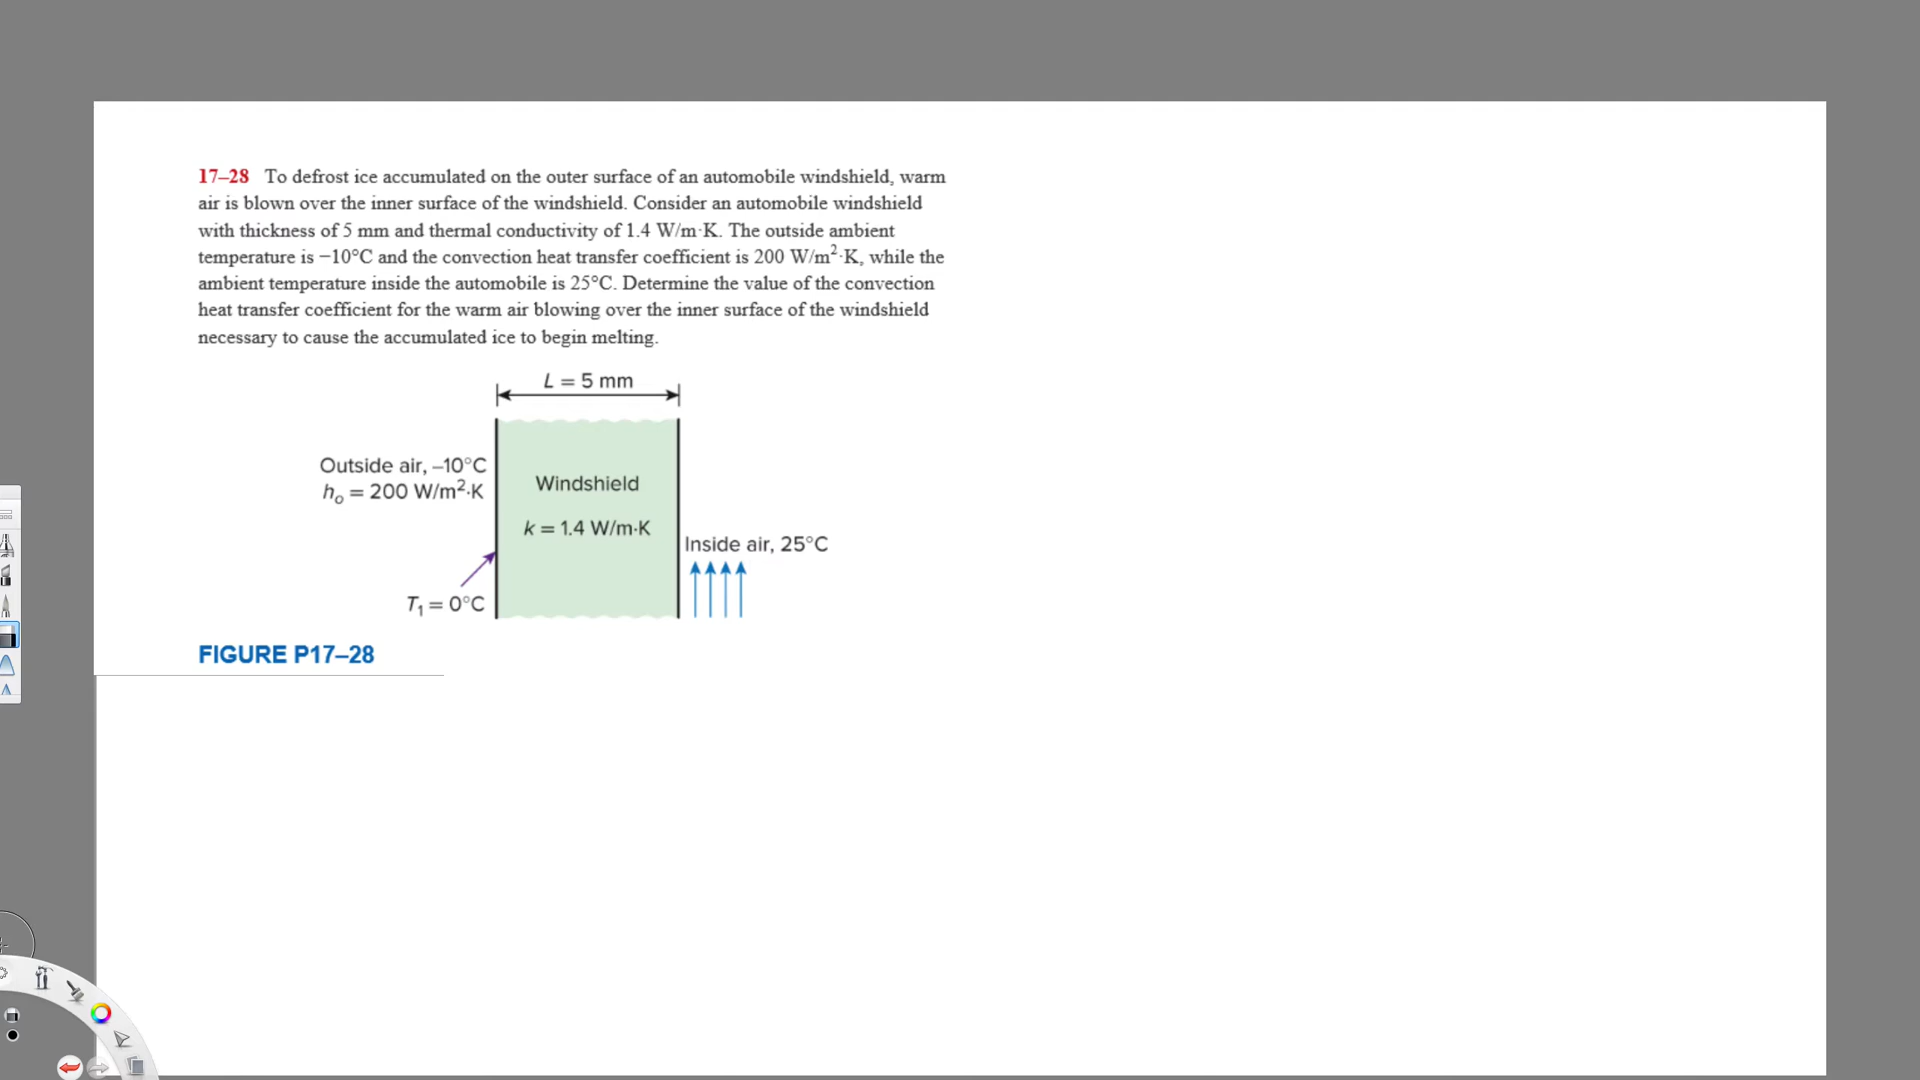 17–28 To defrost ice accumulated on the outer surface of an automobile windshield, warm
air is blown over the inner surface of the windshield. Consider an automobile windshield
with thickness of 5 mm and thermal conductivity of 1.4 W/m·K. The outside ambient
temperature is −10°C and the convection heat transfer coefficient is 200 W/m²·K, while the
ambient temperature inside the automobile is 25°C. Determine the value of the convection
heat transfer coefficient for the warm air blowing over the inner surface of the windshield
necessary to cause the accumulated ice to begin melting.
L = 5 mm
Outside air, –10°C
hₒ = 200 W/m²·K
Windshield
k = 1.4 W/m·K
Inside air, 25°C
T₁ = 0°C
FIGURE P17–28